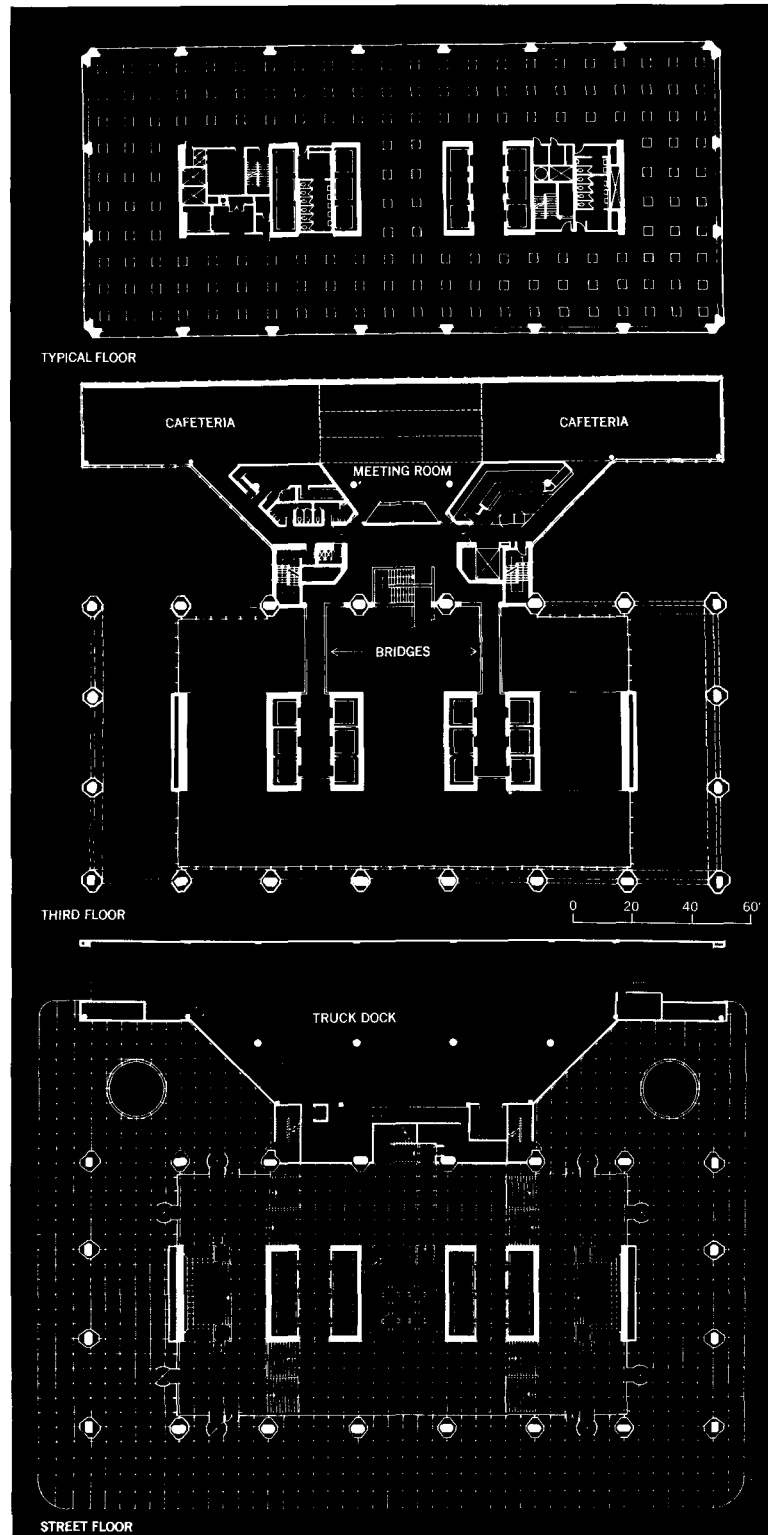 TYPICAL FLOOR
CAFETERIA
CAFETERIA
MEETING ROOM
BRIDGES
THIRD FLOOR
0 20 40 60'
TRUCK DOCK
STREET FLOOR